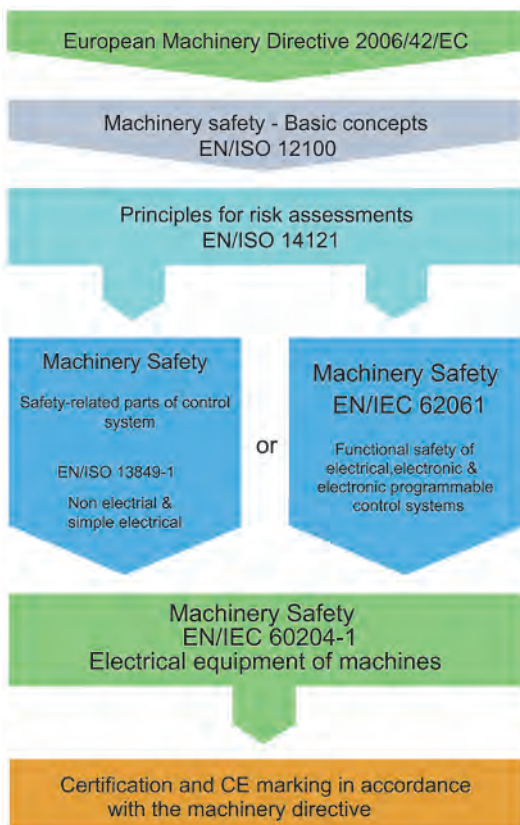 European Machinery Directive 2006/42/EC
Machinery safety - Basic concepts
EN/ISO 12100
Principles for risk assessments
EN/ISO 14121
Machinery Safety
Safety-related parts of control
system
EN/ISO 13849-1
Non electrial &
simple electrical
or
Machinery Safety
EN/IEC 62061
Functional safety of
electrical,electronic &
electronic programmable
control systems
Machinery Safety
EN/IEC 60204-1
Electrical equipment of machines
Certification and CE marking in accordance
with the machinery directive